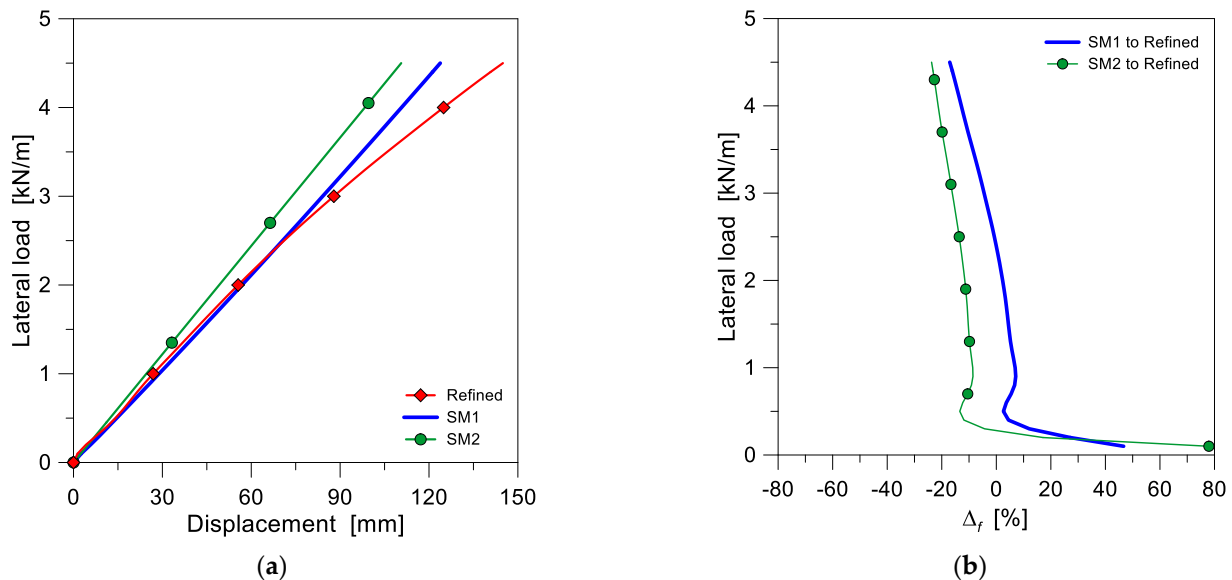 5
4
3
2
1
0
Lateral load [kN/m]
Refined
SM1
SM2
0 30 60 90 120 150
Displacement [mm]
(a)
5
4
3
2
1
0
Lateral load [kN/m]
SM1 to Refined
SM2 to Refined
-80 -60 -40 -20 0 20 40 60 80
Δf [%]
(b)